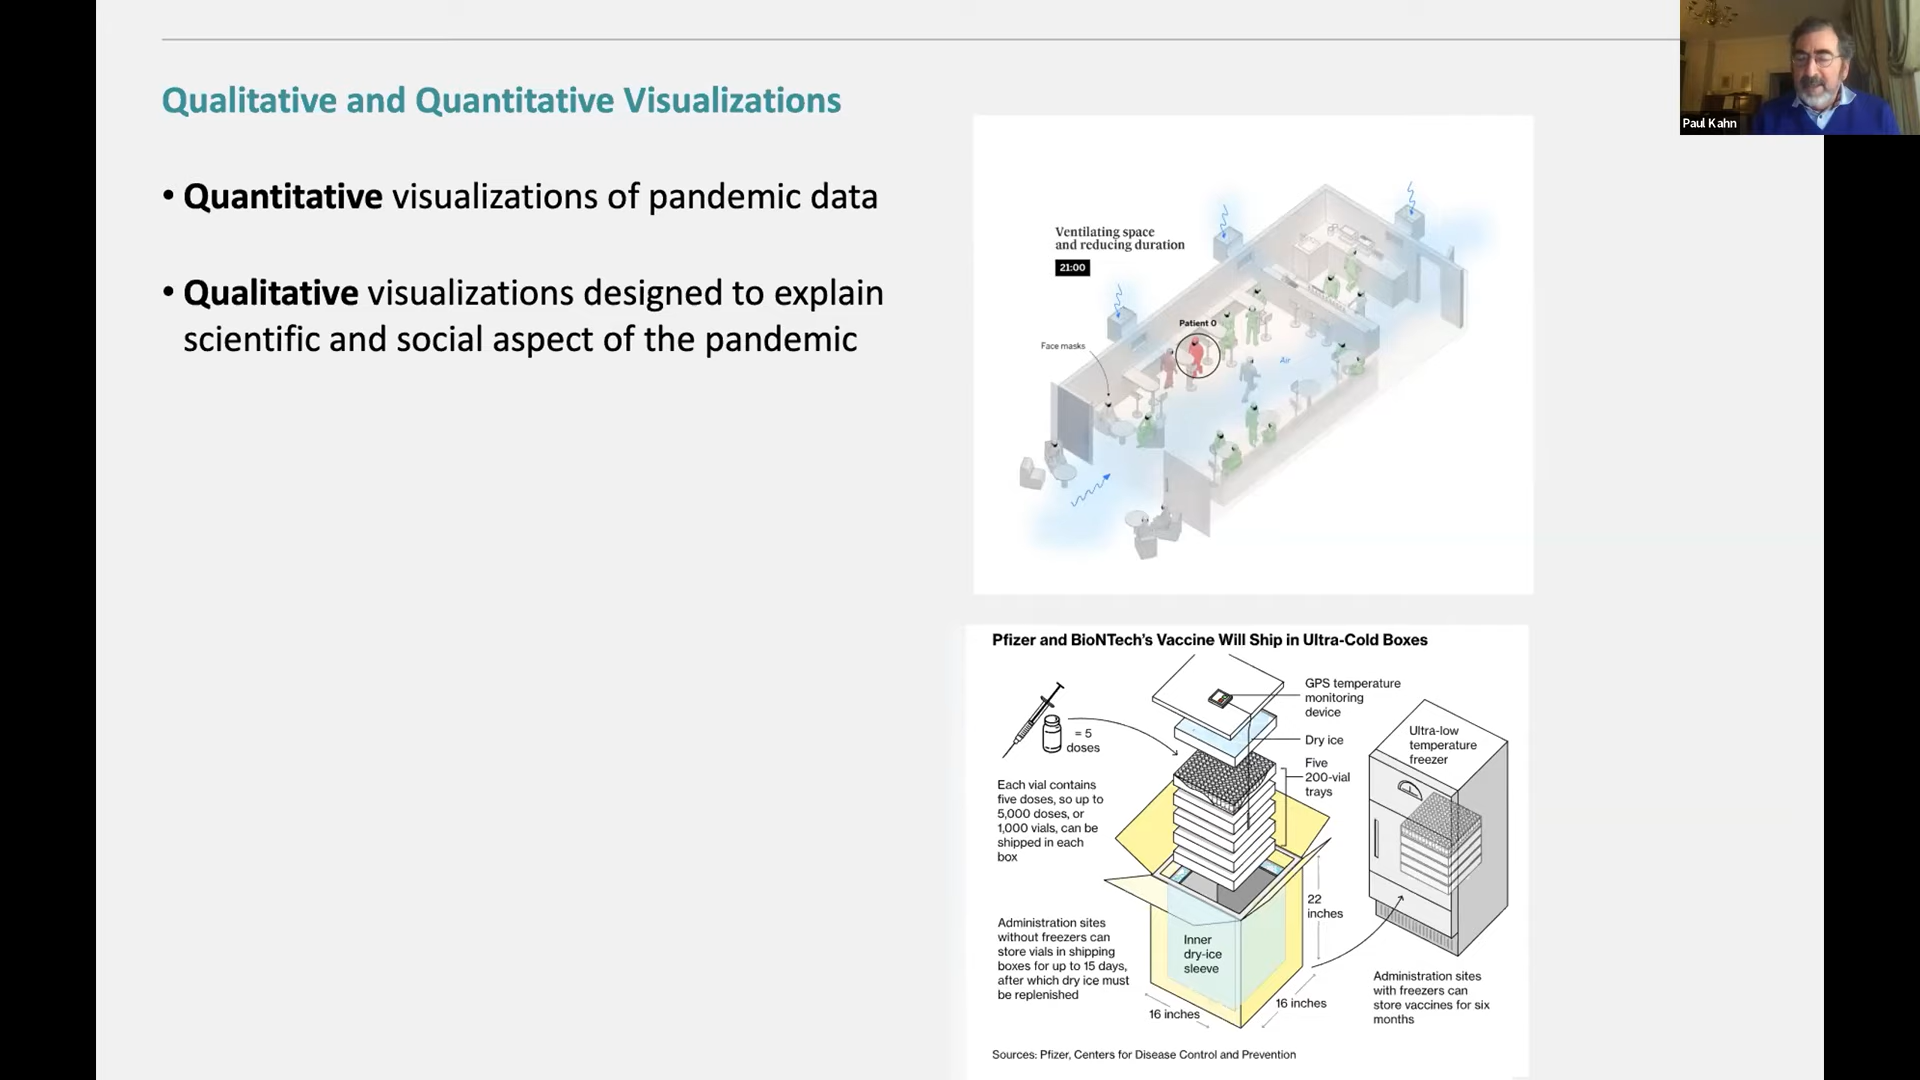 Qualitative and Quantitative Visualizations
• Quantitative visualizations of pandemic data
• Qualitative visualizations designed to explain
scientific and social aspect of the pandemic
Paul Kahn
Ventilating space
and reducing duration
21:00
Patient 0
Face masks
Air
Pfizer and BioNTech's Vaccine Will Ship in Ultra-Cold Boxes
= 5
doses
Each vial contains
five doses, so up to
5,000 doses, or
1,000 vials, can be
shipped in each
box
Administration sites
without freezers can
store vials in shipping
boxes for up to 15 days,
after which dry ice must
be replenished
GPS temperature
monitoring
device
Dry ice
Five
200-vial
trays
Inner
dry-ice
sleeve
22
inches
16 inches
16 inches
Ultra-low
temperature
freezer
Administration sites
with freezers can
store vaccines for six
months
Sources: Pfizer, Centers for Disease Control and Prevention